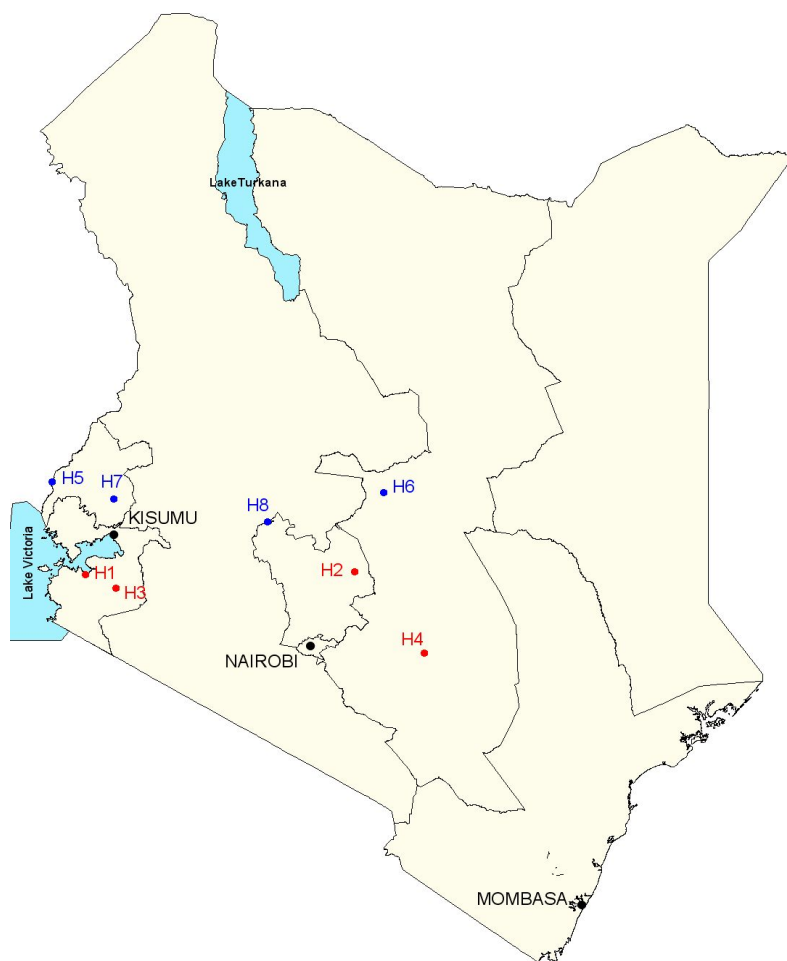 LakeTurkana
H5
H7
H6
H8
KISUMU
Lake Victoria
H1
H2
H3
H4
NAIROBI
MOMBASA